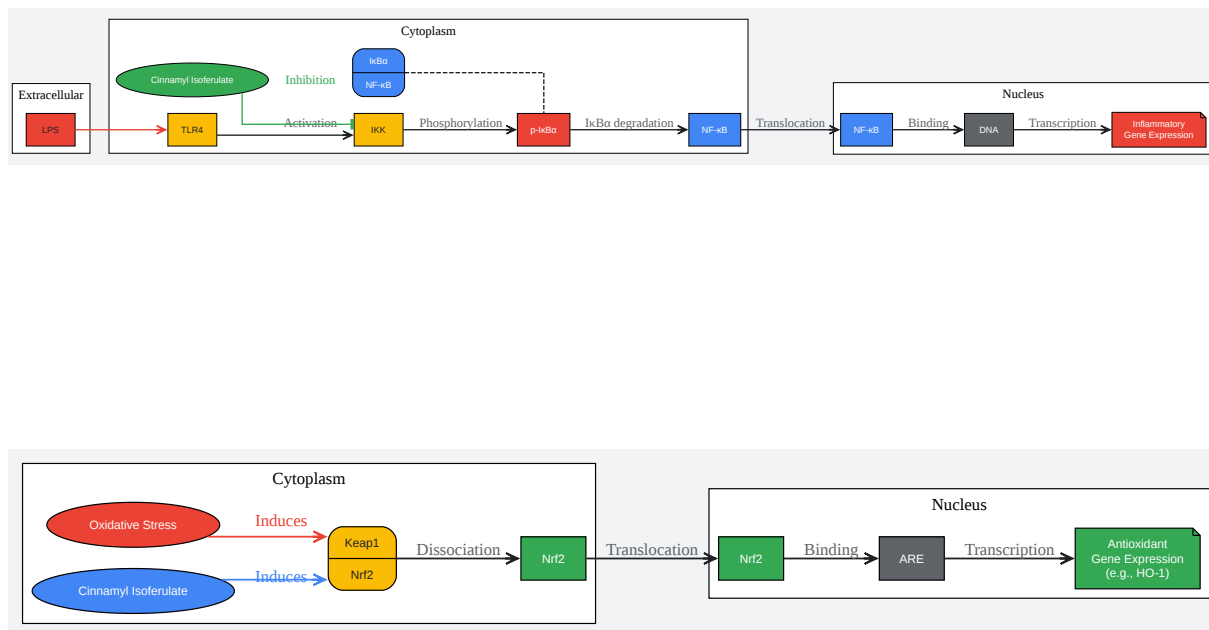 Cytoplasm
IκBα
Cinnamyl Isoferulate
Inhibition
NF-κB
Extracellular
Nucleus
LPS
TLR4
Activation
IKK
Phosphorylation
p-IκBα
IκBα degradation
NF-κB
Translocation
NF-κB
Binding
DNA
Transcription
Inflammatory
Gene Expression
Cytoplasm
Nucleus
Oxidative Stress
Induces
Keap1
Nrf2
Cinnamyl Isoferulate
Induces
Dissociation
Nrf2
Translocation
Nrf2
Binding
ARE
Transcription
Antioxidant
Gene Expression
(e.g., HO-1)